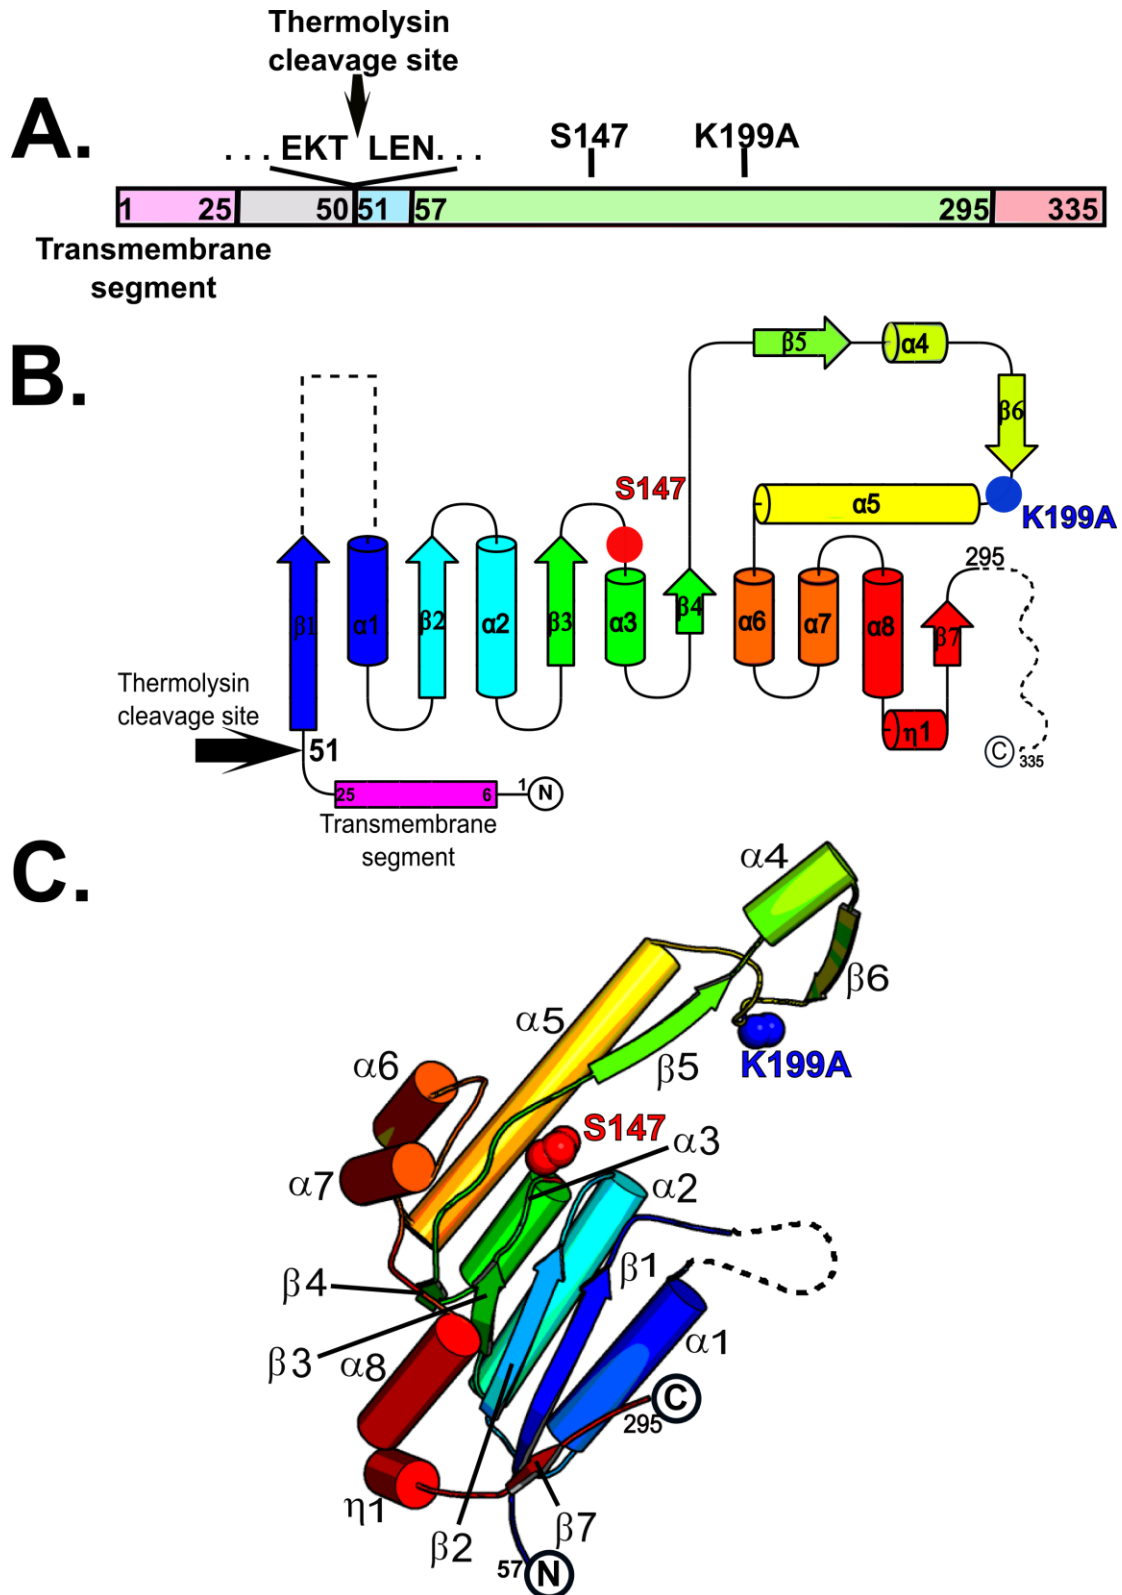 Thermolysin
cleavage site
A.
. . . EKT LEN. . .
S147 K199A
1 25 50 51 57 295 335
Transmembrane
segment
B.
β5 α4
β6
S147
α5
K199A
295
β1 α1 β2 α2 β3 α3 β4 α6 α7 α8 β7
Thermolysin
cleavage site
51
η1
C 335
25 6 1 N
Transmembrane
segment
C.
α4
β6
α5
β5
K199A
α6
S147
α3
α7
α2
β4
β1
β3
α8
α1
C
295
η1
β2
β7
57 N